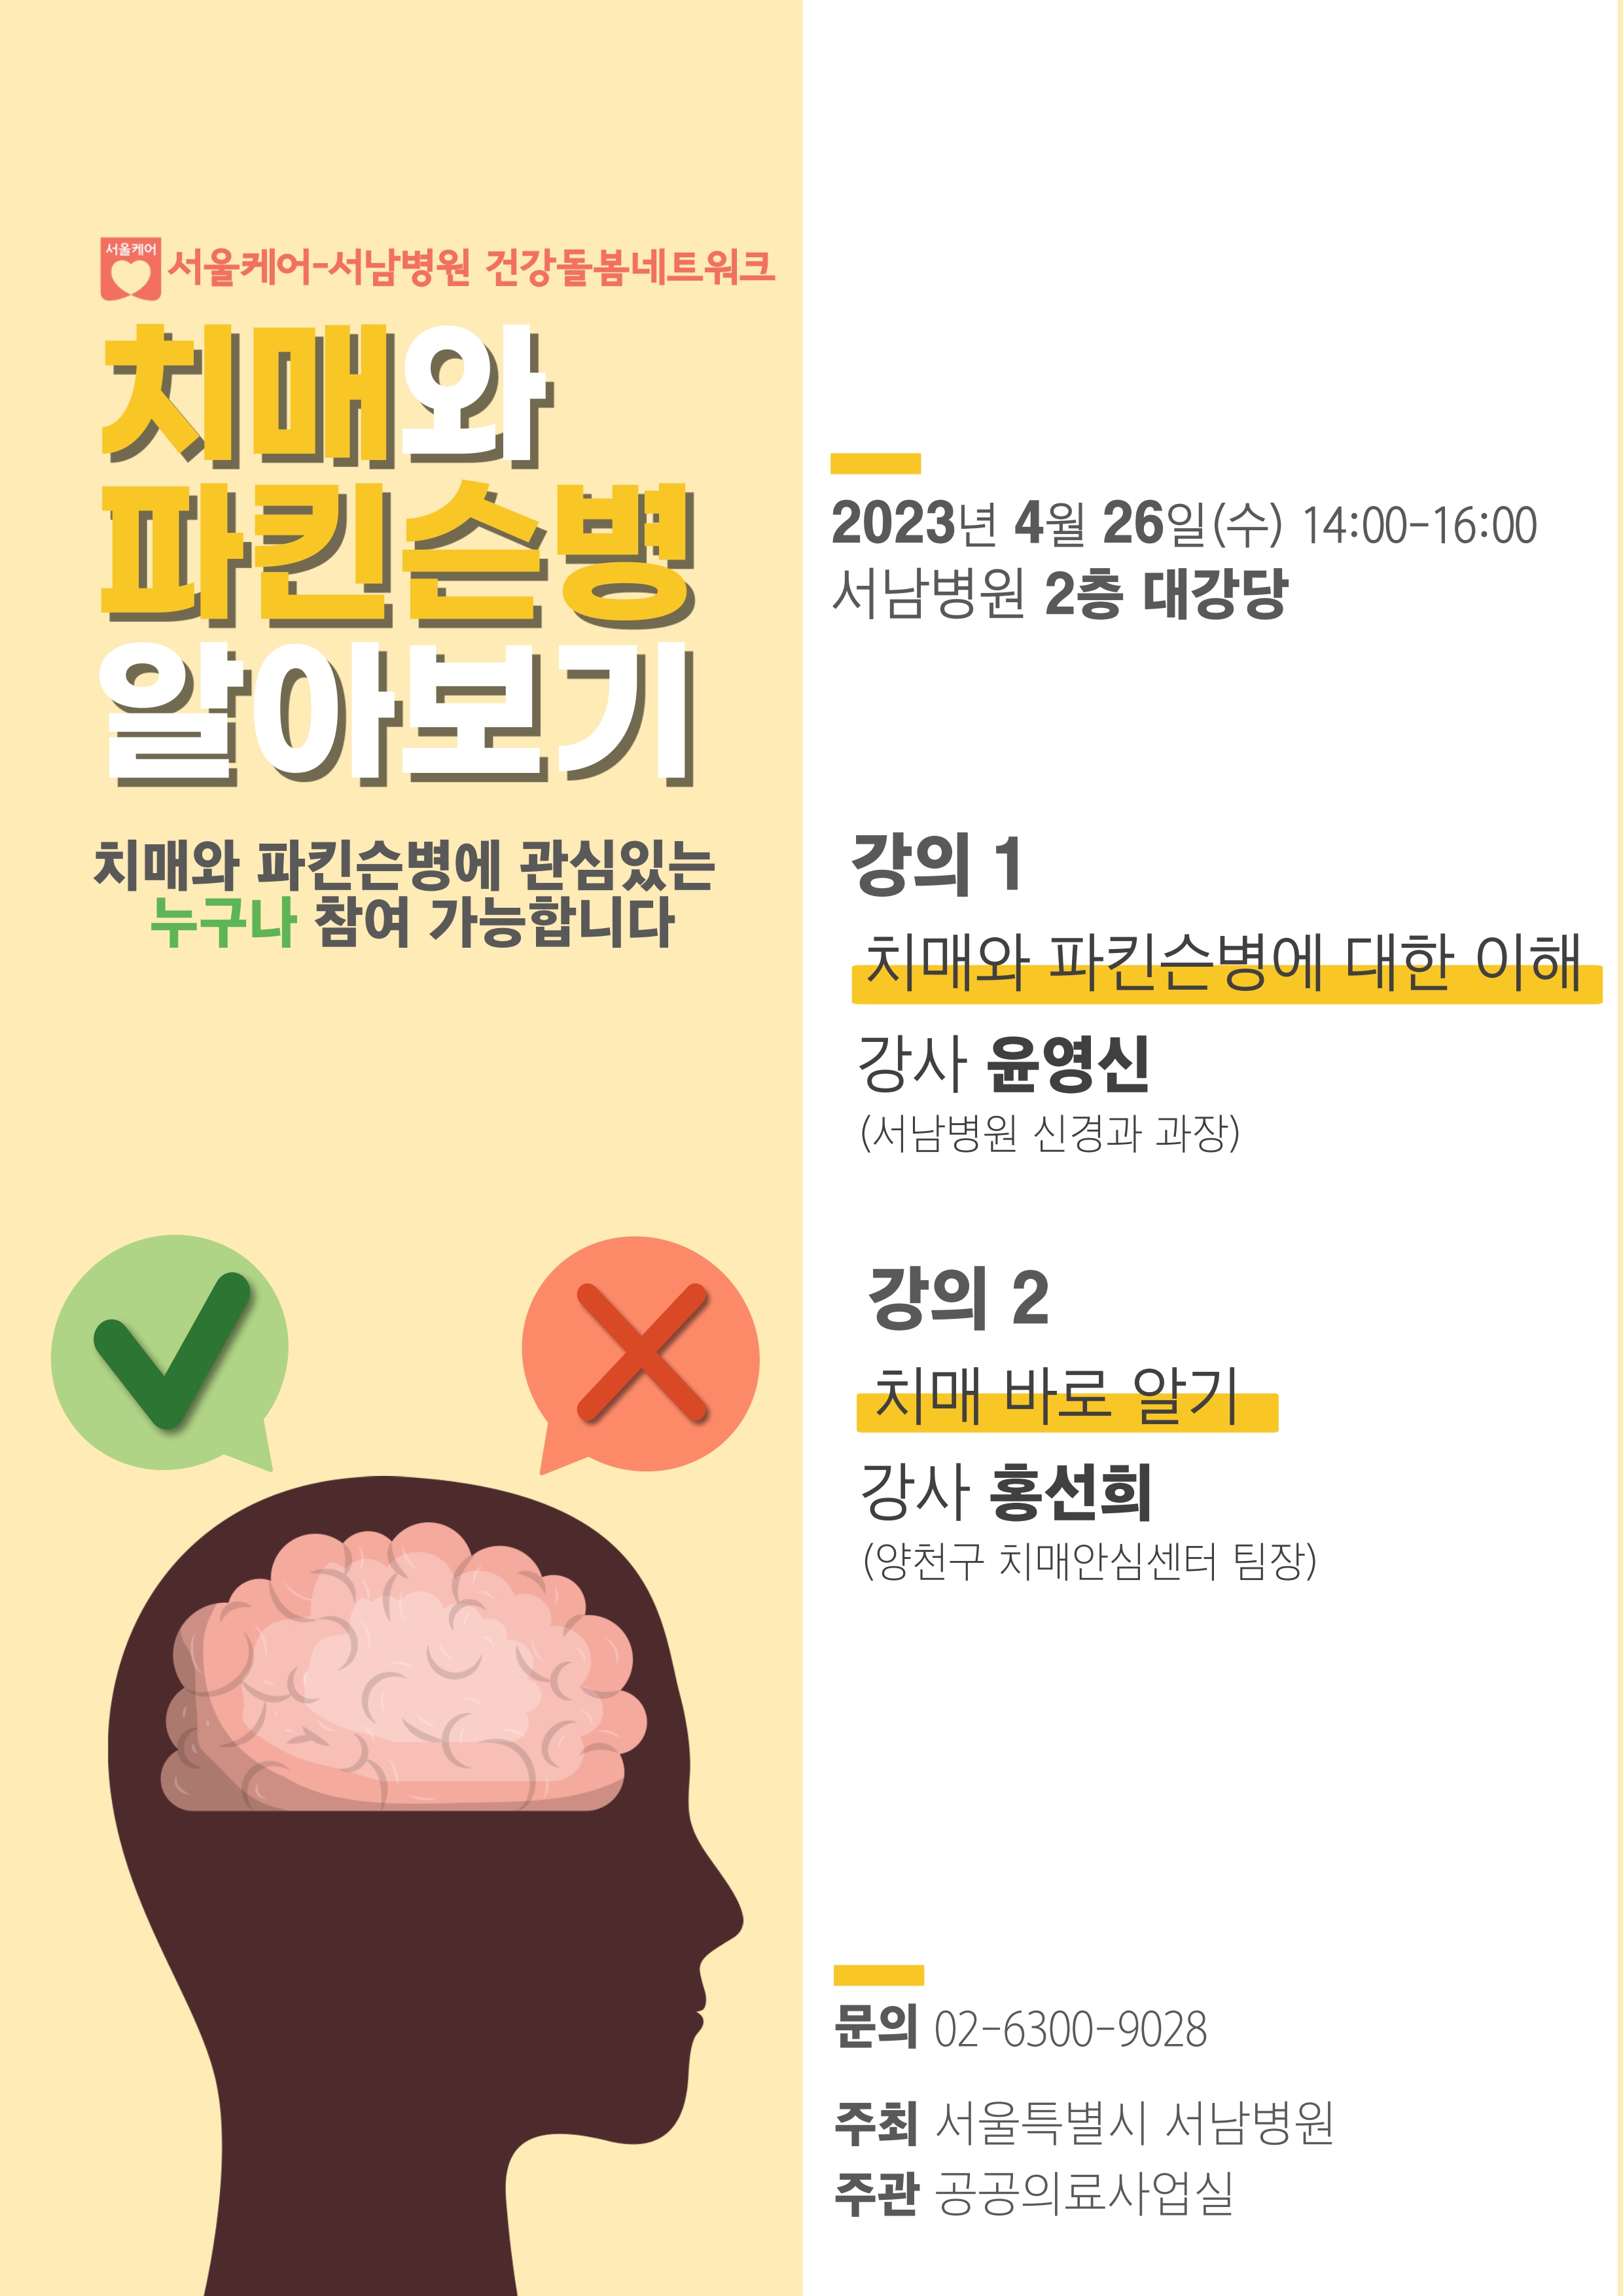 서울케어
서울케어-서남병원 건강돌봄네트워크
치매와
파킨슨병
알아보기
치매와 파킨슨병에 관심있는
누구나 참여 가능합니다
2023년 4월 26일(수) 14:00-16:00
서남병원 2층 대강당
강의 1
치매와 파킨슨병에 대한 이해
강사 윤영신
(서남병원 신경과 과장)
강의 2
치매 바로 알기
강사 홍선희
(양천구 치매안심센터 팀장)
문의 02-6300-9028
주최 서울특별시 서남병원
주관 공공의료사업실